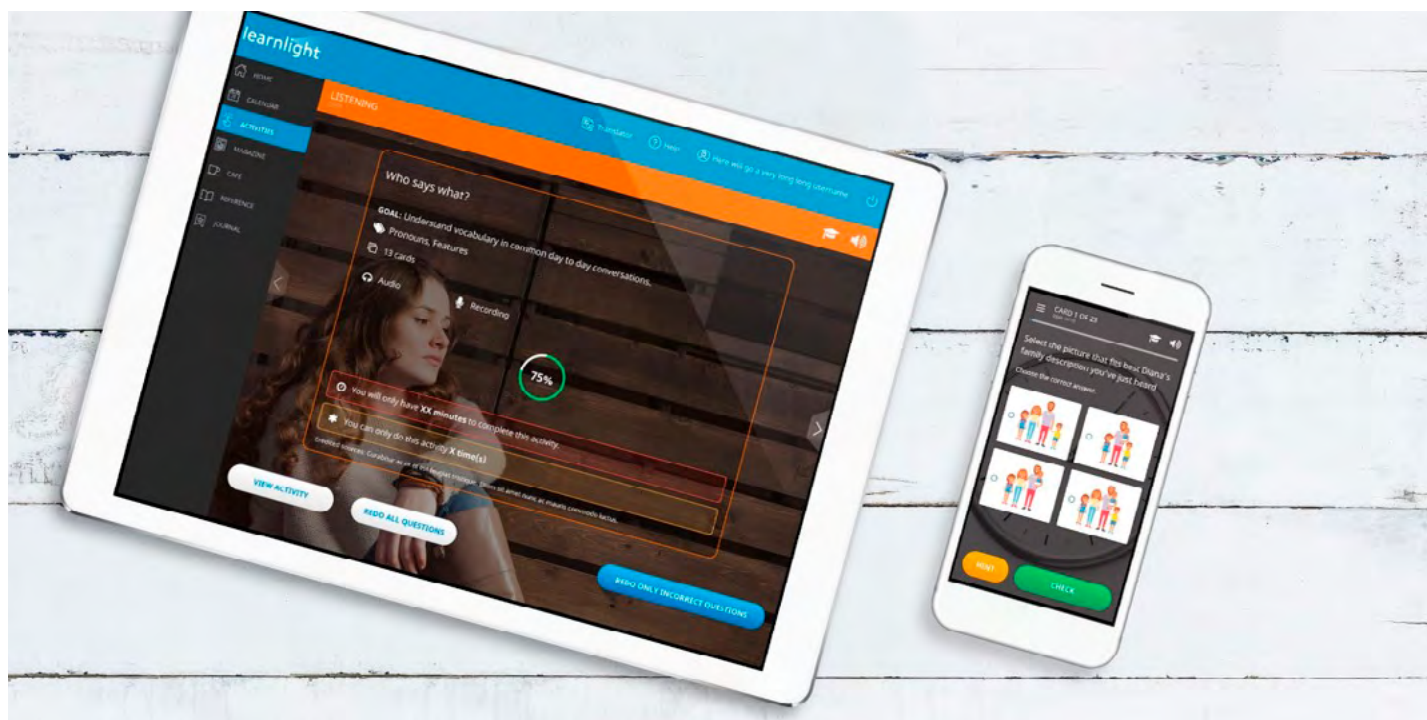 learnlight
Translator
Help
Here will go a very long long username
HOME
CALENDAR
ACTIVITIES
MAGAZINE
CAFÉ
REFERENCE
JOURNAL
LISTENING
Who says what?
GOAL: Understand vocabulary in common day to day conversations.
Pronouns, Features
13 cards
Audio
Recording
75%
You will only have XX minutes to complete this activity.
You can only do this activity X time(s)
VIEW ACTIVITY
REDO ALL QUESTIONS
REDO ONLY INCORRECT QUESTIONS
CARD 1 OF 23
Select the picture that fits best Diana's
family description you've just heard
Choose the correct answer.
HINT
CHECK